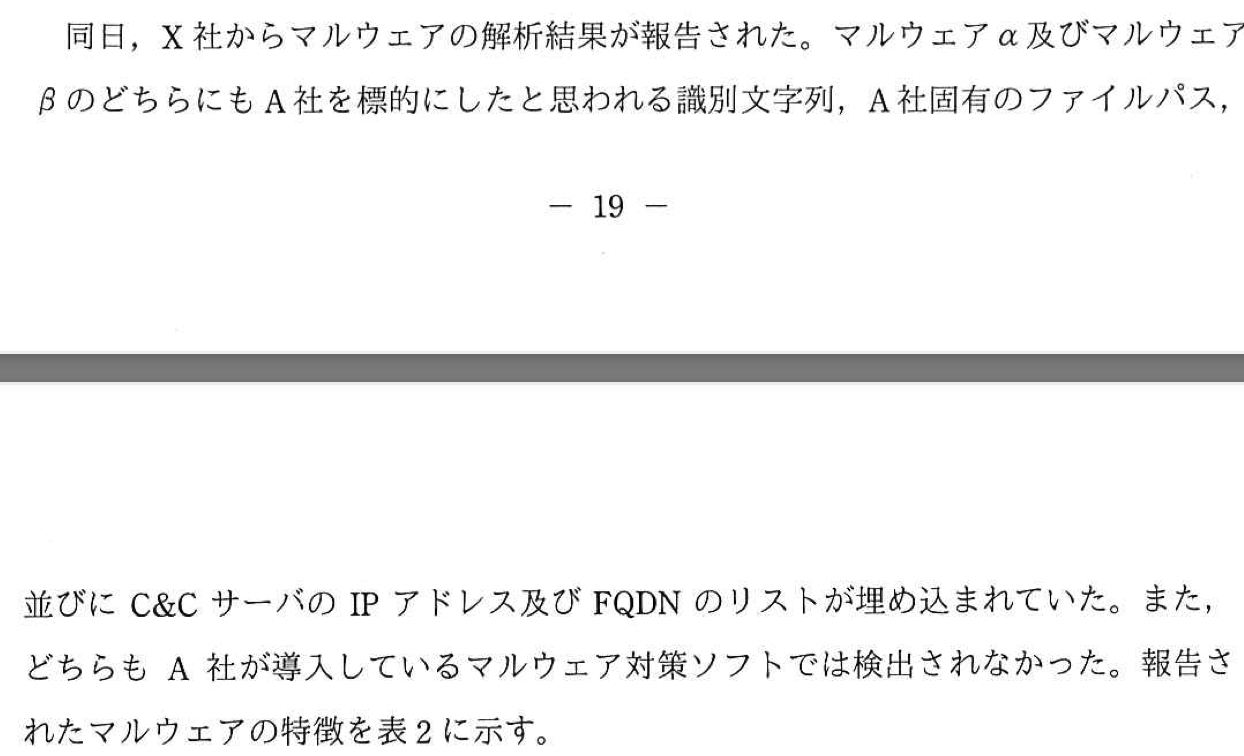 同日，X 社からマルウェアの解析結果が報告された。マルウェア α 及びマルウェア
β のどちらにも A 社を標的にしたと思われる識別文字列，A 社固有のファイルパス，
－ 19 －
並びに C&C サーバの IP アドレス及び FQDN のリストが埋め込まれていた。また，
どちらも A 社が導入しているマルウェア対策ソフトでは検出されなかった。報告さ
れたマルウェアの特徴を表 2 に示す。